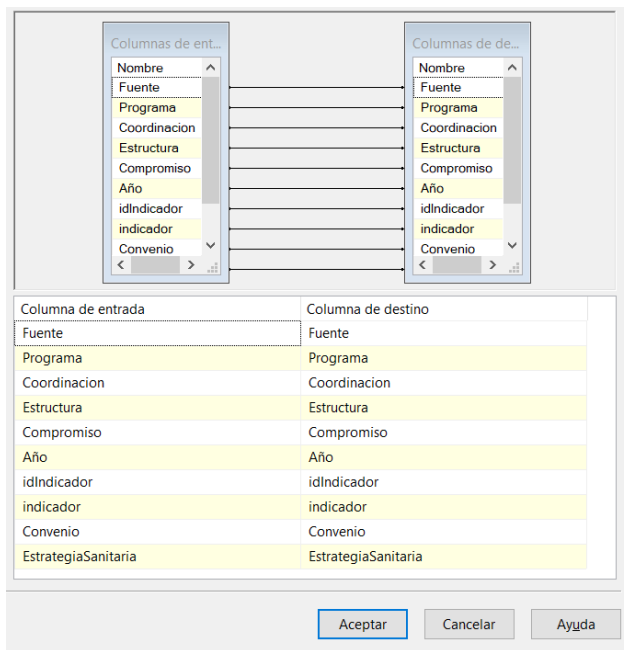 Columnas de ent... Columnas de de...
Nombre Nombre
Fuente Fuente
Programa Programa
Coordinacion Coordinacion
Estructura Estructura
Compromiso Compromiso
Año Año
idIndicador idIndicador
indicador indicador
Convenio Convenio
Columna de entrada Columna de destino
Fuente Fuente
Programa Programa
Coordinacion Coordinacion
Estructura Estructura
Compromiso Compromiso
Año Año
idIndicador idIndicador
indicador indicador
Convenio Convenio
EstrategiaSanitaria EstrategiaSanitaria
Aceptar Cancelar Ayuda